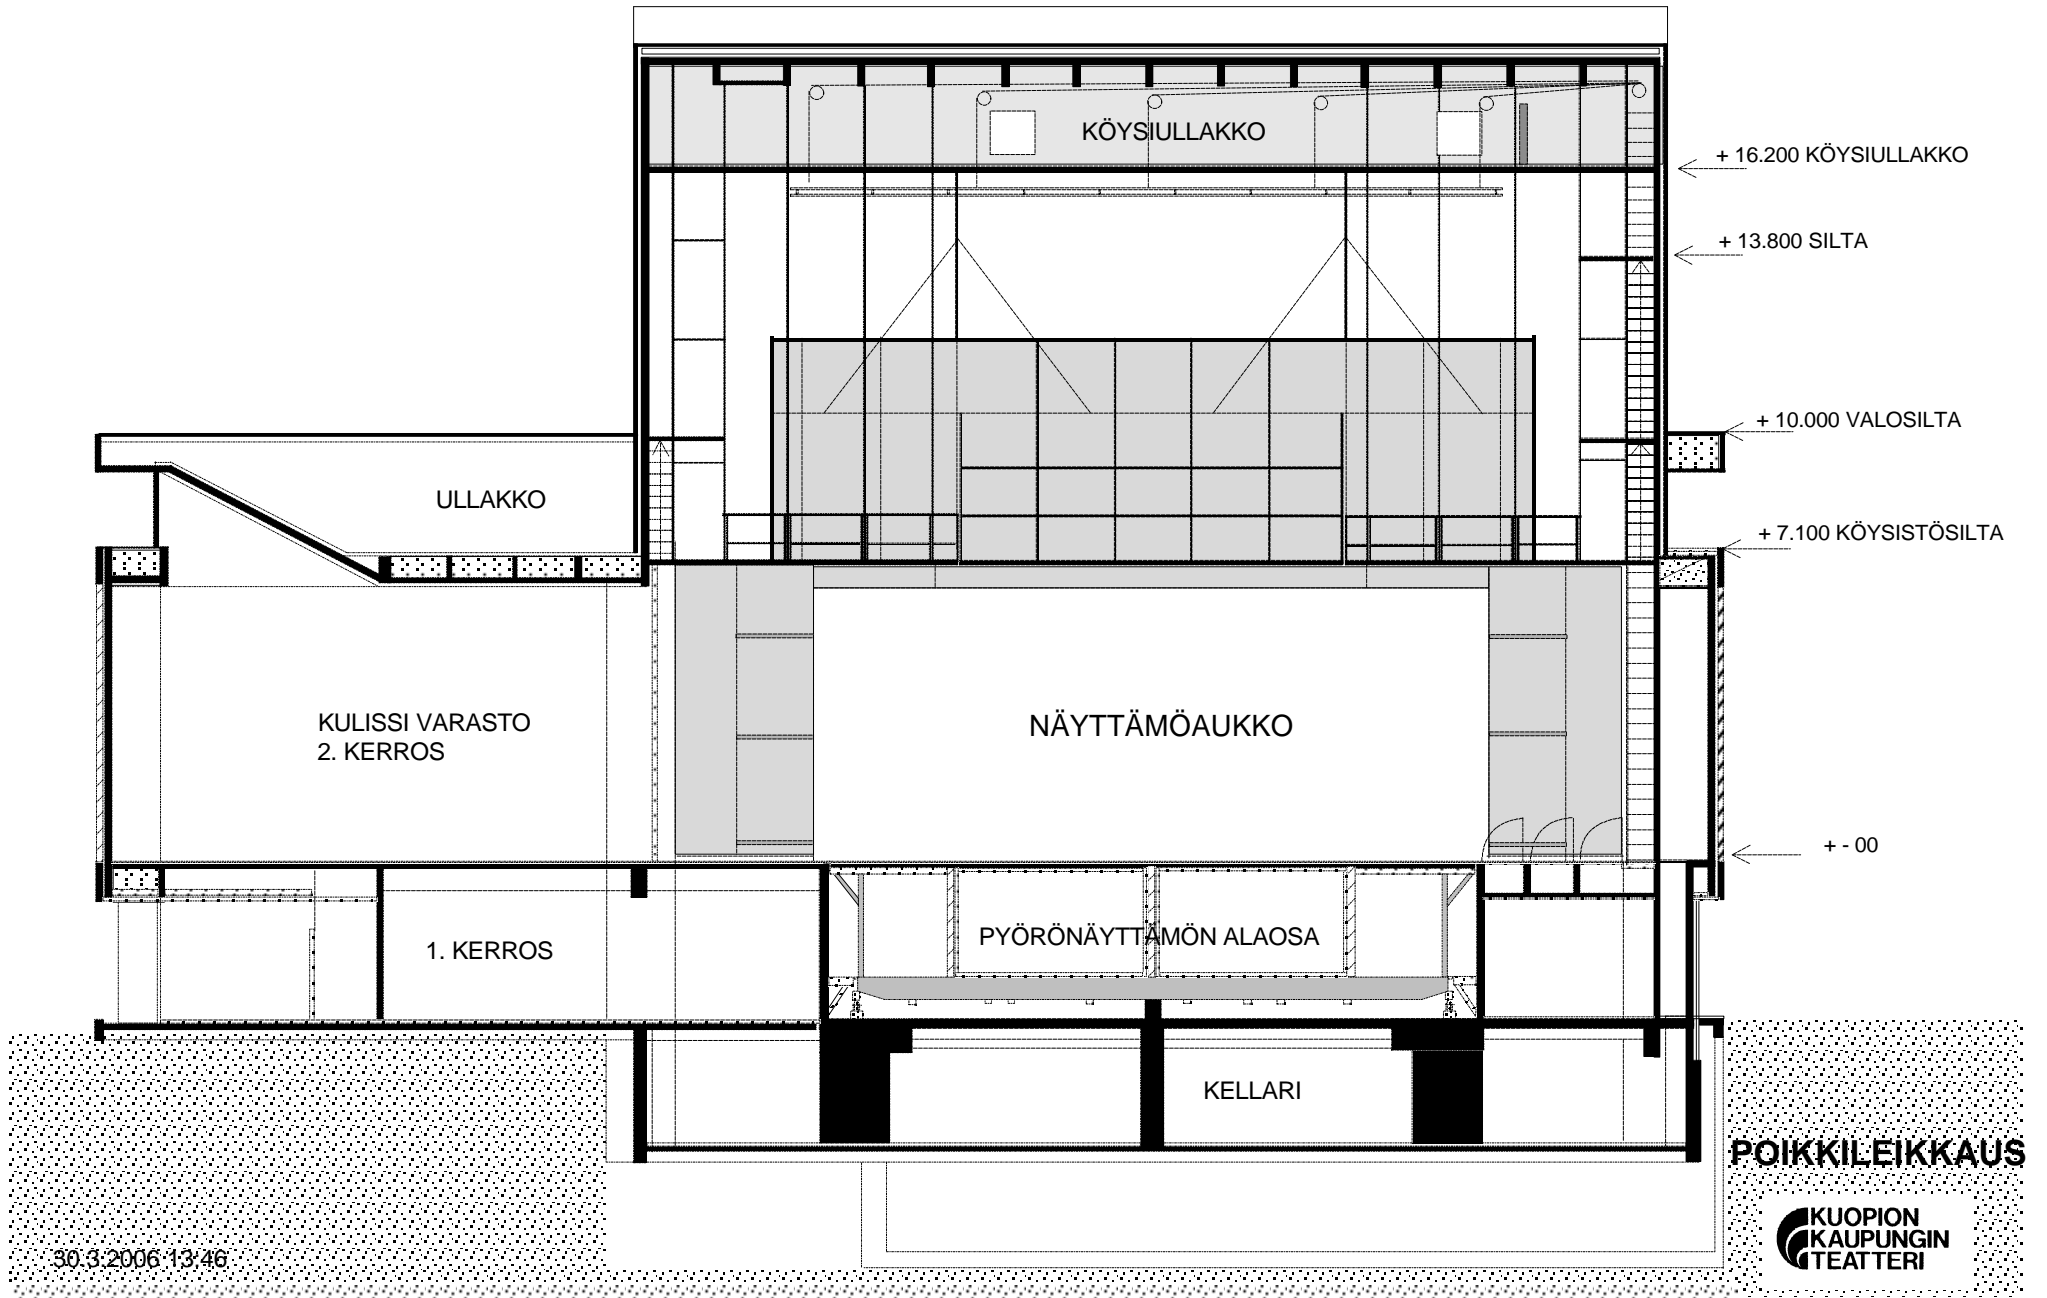 KÖYSIULLAKKO
+ 16.200 KÖYSIULLAKKO
+ 13.800 SILTA
+ 10.000 VALOSILTA
ULLAKKO
+ 7.100 KÖYSISTÖSILTA
KULISSI VARASTO
2. KERROS
NÄYTTÄMÖAUKKO
+ - 00
1. KERROS
PYÖRÖNÄYTTÄMÖN ALAOSA
KELLARI
POIKKILEIKKAUS
KUOPION
KAUPUNGIN
TEATTERI
30.3.2006 13:46